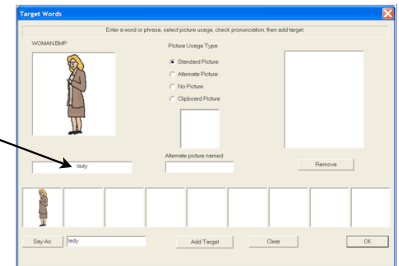 Target Words
Enter a word or phrase, select picture usage, check pronunciation, then add target.
WOMAN.BMP
Picture Usage Type
Standard Picture
Alternate Picture:
No Picture
Clipboard Picture
Alternate picture named:
lady
Remove
Say As:
lady
Add Target
Clear
OK